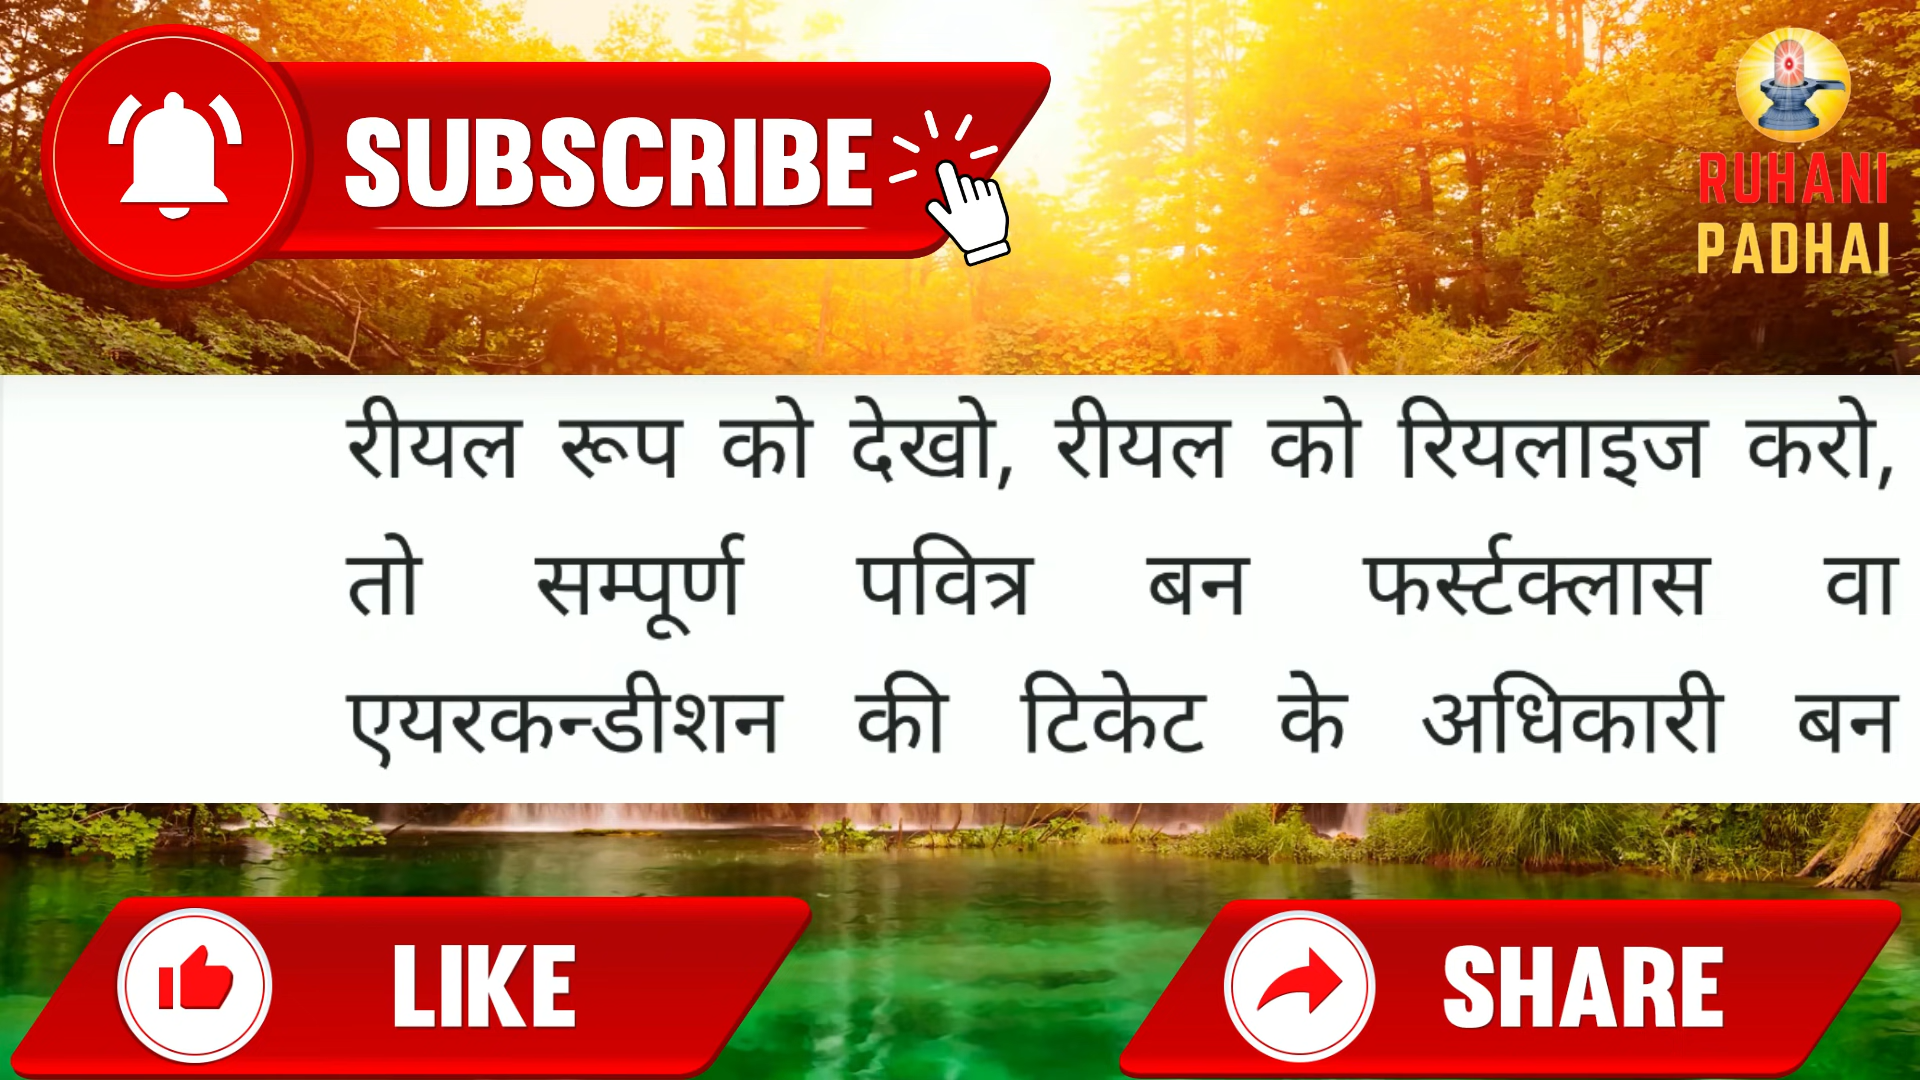 SUBSCRIBE
RUHANI
PADHAI
रीयल रूप को देखो, रीयल को रियलाइज करो,
तो सम्पूर्ण पवित्र बन फर्स्टक्लास वा
एयरकन्डीशन की टिकेट के अधिकारी बन
LIKE
SHARE